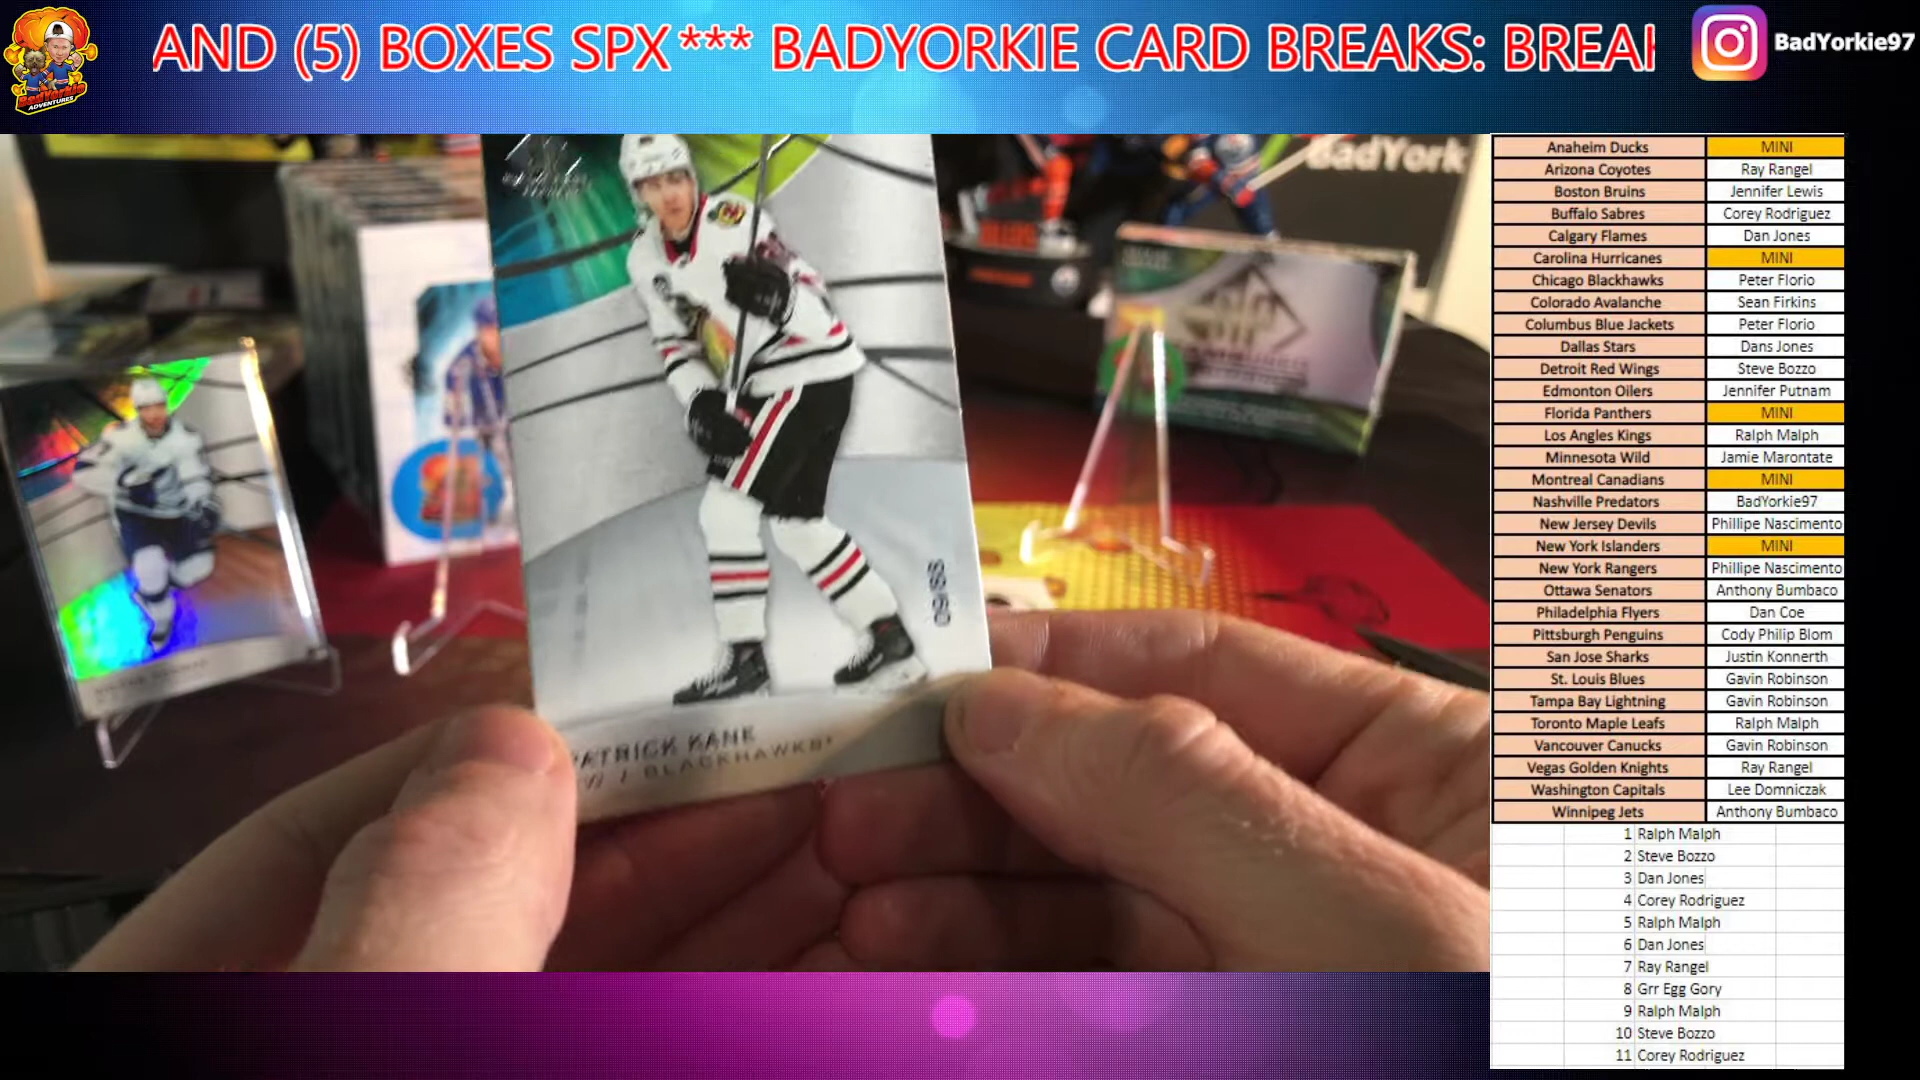 AND (5) BOXES SPX*** BADYORKIE CARD BREAKS: BREAK
BadYorkie97
BadYorkie
ADVENTURES
BadYork
PATRICK KANE
W / BLACKHAWKS
Anaheim Ducks MINI
Arizona Coyotes Ray Rangel
Boston Bruins Jennifer Lewis
Buffalo Sabres Corey Rodriguez
Calgary Flames Dan Jones
Carolina Hurricanes MINI
Chicago Blackhawks Peter Florio
Colorado Avalanche Sean Firkins
Columbus Blue Jackets Peter Florio
Dallas Stars Dans Jones
Detroit Red Wings Steve Bozzo
Edmonton Oilers Jennifer Putnam
Florida Panthers MINI
Los Angles Kings Ralph Malph
Minnesota Wild Jamie Marontate
Montreal Canadians MINI
Nashville Predators BadYorkie97
New Jersey Devils Phillipe Nascimento
New York Islanders MINI
New York Rangers Phillipe Nascimento
Ottawa Senators Anthony Bumbaco
Philadelphia Flyers Dan Coe
Pittsburgh Penguins Cody Philip Blom
San Jose Sharks Justin Konnerth
St. Louis Blues Gavin Robinson
Tampa Bay Lightning Gavin Robinson
Toronto Maple Leafs Ralph Malph
Vancouver Canucks Gavin Robinson
Vegas Golden Knights Ray Rangel
Washington Capitals Lee Domniczak
Winnipeg Jets Anthony Bumbaco
1 Ralph Malph
2 Steve Bozzo
3 Dan Jones
4 Corey Rodriguez
5 Ralph Malph
6 Dan Jones
7 Ray Rangel
8 Grr Egg Gory
9 Ralph Malph
10 Steve Bozzo
11 Corey Rodriguez